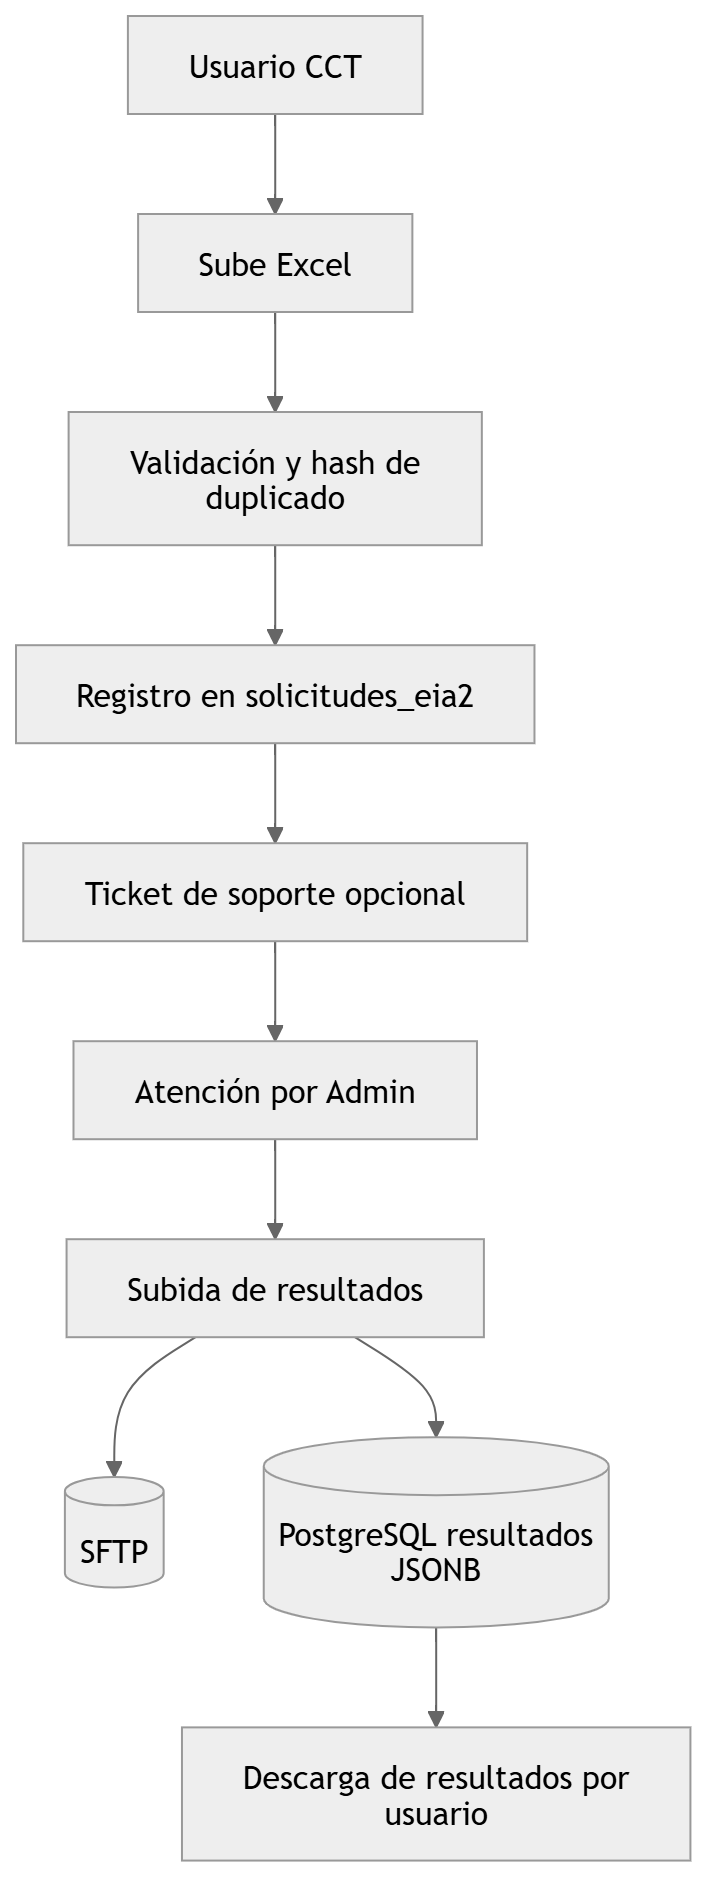 Usuario CCT
Sube Excel
Validación y hash de
duplicado
Registro en solicitudes_eia2
Ticket de soporte opcional
Atención por Admin
Subida de resultados
SFTP
PostgreSQL resultados
JSONB
Descarga de resultados por
usuario